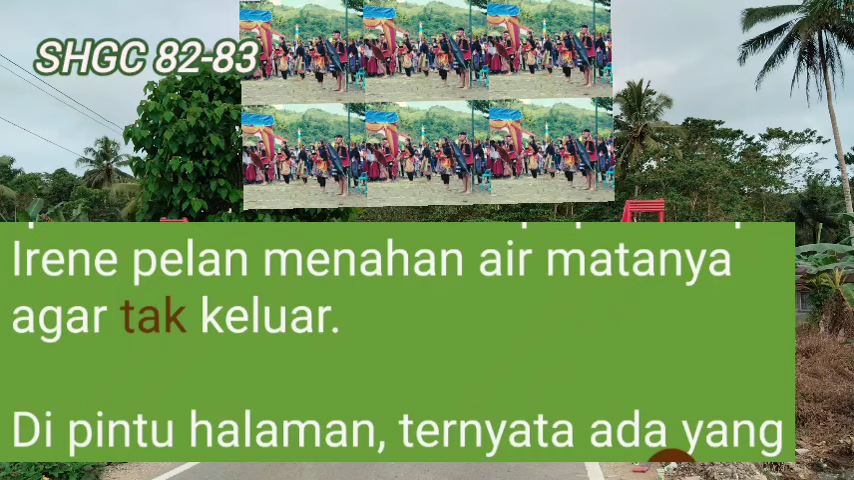 SHGC 82-83
Irene pelan menahan air matanya
agar tak keluar.
Di pintu halaman, ternyata ada yang